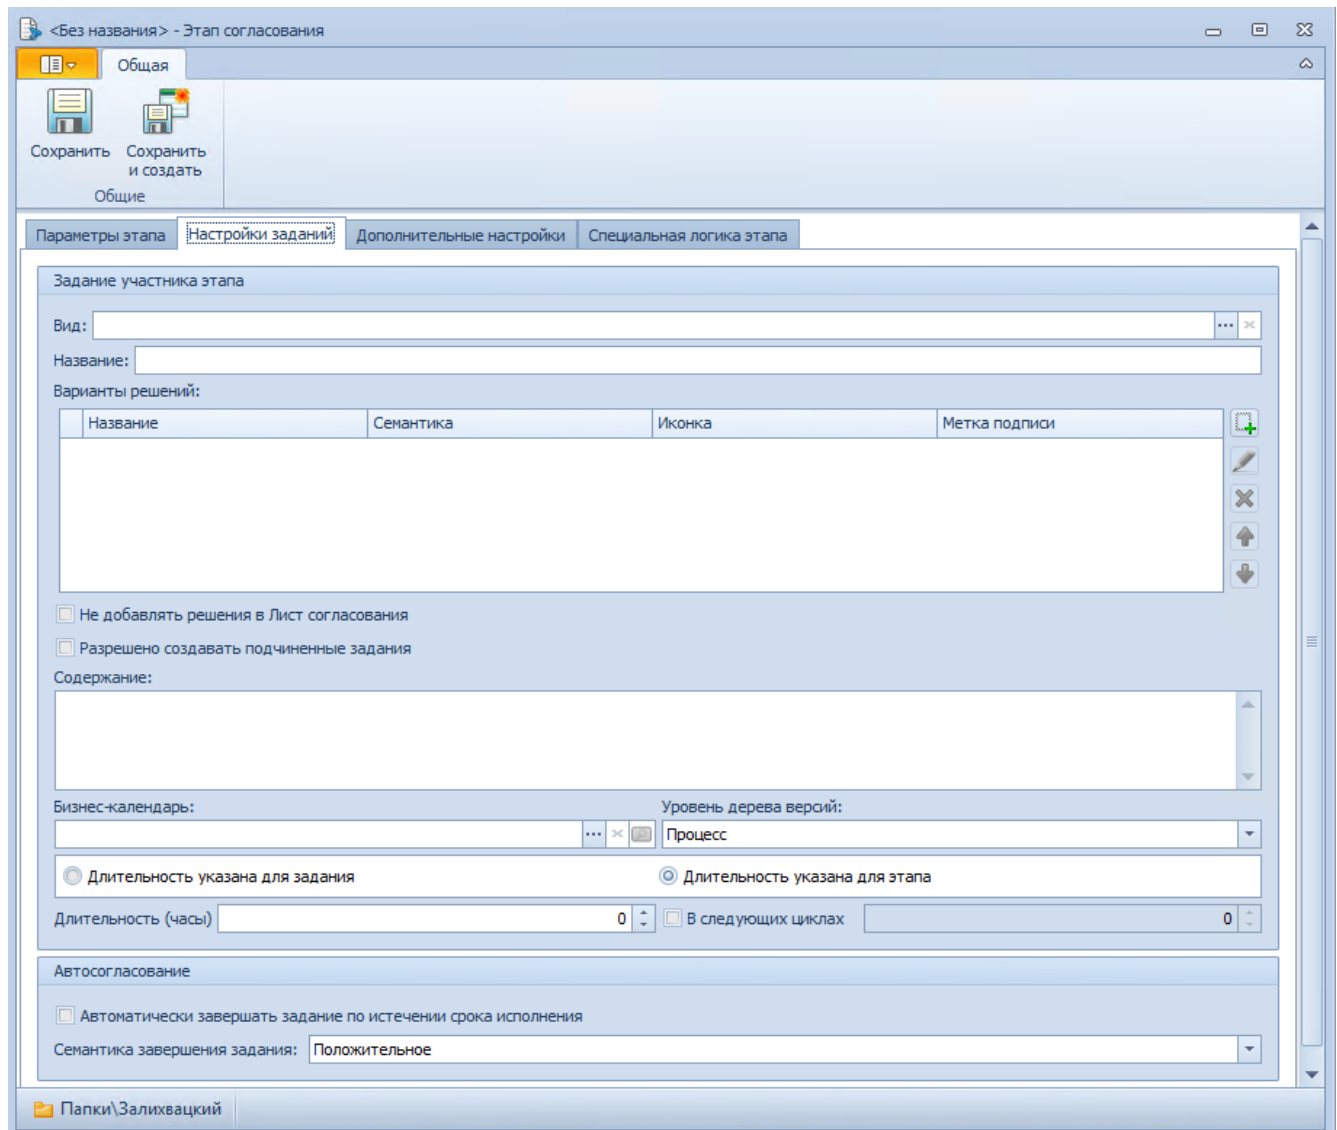 <Без названия> - Этап согласования
Общая
Сохранить
Сохранить
и создать
Общие
Параметры этапа
Настройки заданий
Дополнительные настройки
Специальная логика этапа
Задание участника этапа
Вид:
Название:
Варианты решений:
Название
Семантика
Иконка
Метка подписи
Не добавлять решения в Лист согласования
Разрешено создавать подчиненные задания
Содержание:
Бизнес-календарь:
Уровень дерева версий:
Процесс
Длительность указана для задания
Длительность указана для этапа
Длительность (часы)
0
В следующих циклах
0
Автосогласование
Автоматически завершать задание по истечении срока исполнения
Семантика завершения задания:
Положительное
Папки\Залихвацкий